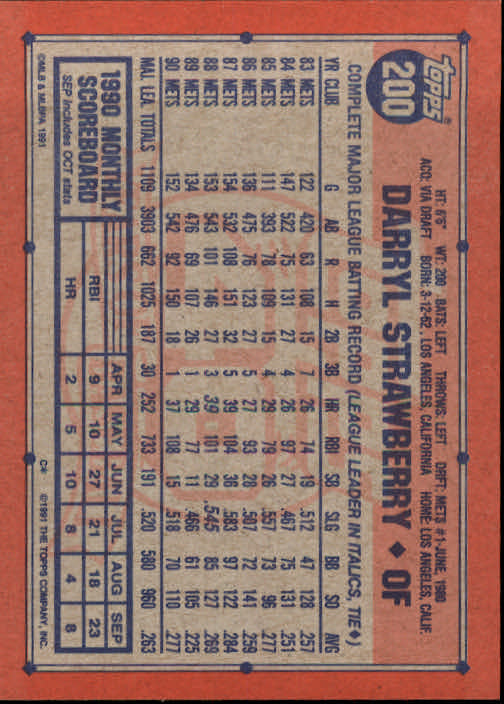 TOPPS®
200
HT: 6'6" WT: 200 BATS: LEFT THROWS: LEFT DRFT: METS #1-JUNE, 1980
ACQ: VIA DRAFT BORN: 3-12-62, LOS ANGELES, CALIFORNIA HOME: LOS ANGELES, CALIF.
DARRYL STRAWBERRY ♦ OF
COMPLETE MAJOR LEAGUE BATTING RECORD (LEAGUE LEADER IN ITALICS, TIE♦)
YR CLUB G AB R H 2B 3B HR RBI SB SLG BB SO AVG
83 METS 122 420 63 108 15 7 26 74 19 .512 47 128 .257
84 METS 147 522 75 131 27 4 26 97 27 .467 75 131 .251
85 METS 111 393 78 109 15 4 29 79 26 .557 73 96 .277
86 METS 136 475 76 123 27 5 27 93 28 .507 72 141 .259
87 METS 154 532 108 151 32 5 39 104 36 .583 97 122 .284
88 METS 153 543 101 146 27 3 39 101 29 .545 85 127 .269
89 METS 134 476 69 107 26 1 29 77 11 .466 61 105 .225
90 METS 152 542 92 150 18 1 37 108 15 .518 70 110 .277
MAJ. LEA. TOTALS 1109 3903 662 1025 187 30 252 733 191 .520 580 960 .263
1990 MONTHLY
SCOREBOARD
SEP Includes OCT stats
APR MAY JUN JUL AUG SEP
RBI 9 10 27 21 18 23
HR 2 5 10 8 4 8
©MLB & MLBPA 1991
C* ©1991 THE TOPPS COMPANY, INC.